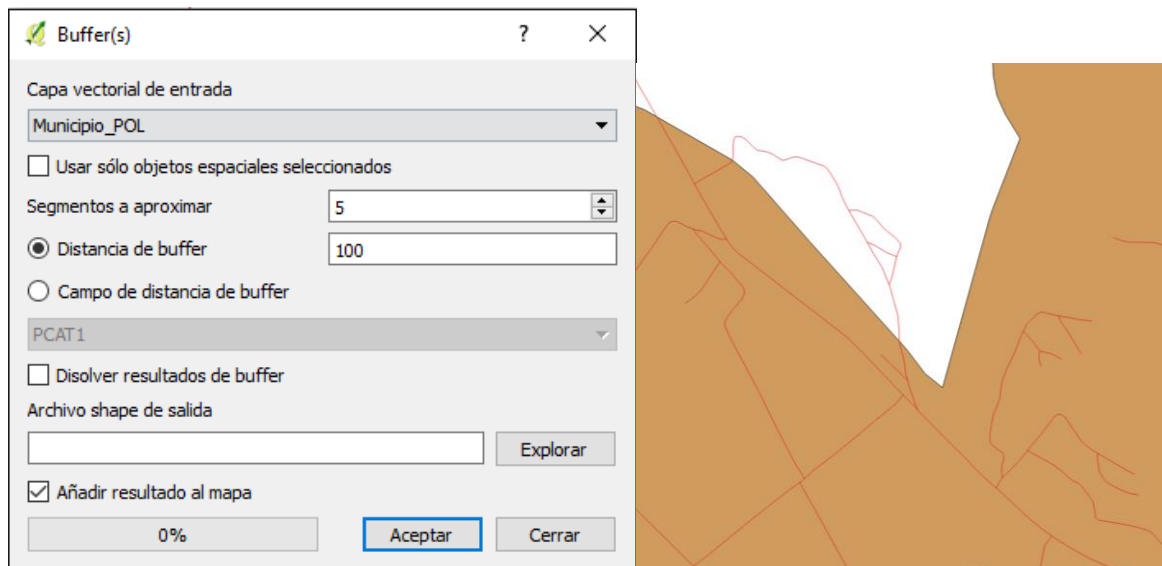 Buffer(s)
Capa vectorial de entrada
Municipio_POL
Usar sólo objetos espaciales seleccionados
Segmentos a aproximar 5
Distancia de buffer 100
Campo de distancia de buffer
PCAT1
Disolver resultados de buffer
Archivo shape de salida
Explorar
Añadir resultado al mapa
0% Aceptar Cerrar